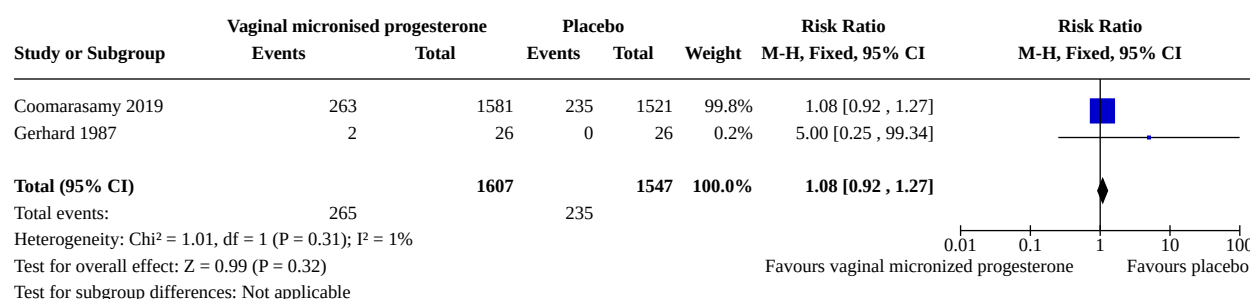 Vaginal micronised progesterone Placebo Risk Ratio Risk Ratio
Study or Subgroup Events Total Events Total Weight M-H, Fixed, 95% CI M-H, Fixed, 95% CI
Coomarasamy 2019 263 1581 235 1521 99.8% 1.08 [0.92 , 1.27]
Gerhard 1987 2 26 0 26 0.2% 5.00 [0.25 , 99.34]
Total (95% CI) 1607 1547 100.0% 1.08 [0.92 , 1.27]
Total events: 265 235
Heterogeneity: Chi² = 1.01, df = 1 (P = 0.31); I² = 1%
0.01 0.1 1 10 100
Test for overall effect: Z = 0.99 (P = 0.32) Favours vaginal micronized progesterone Favours placebo
Test for subgroup differences: Not applicable